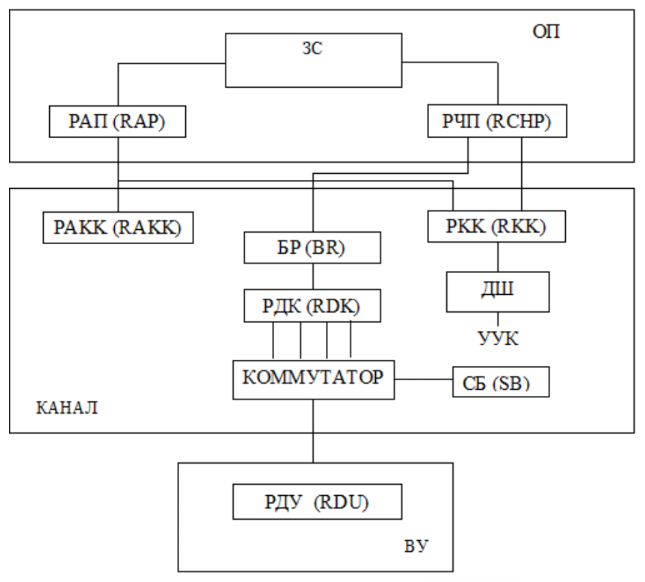 ОП
ЗС
РАП (RAP)
РЧП (RCHP)
РАКК (RAKK)
РКК (RKK)
БР (BR)
ДШ
РДК (RDK)
УУК
КОММУТАТОР
СБ (SB)
КАНАЛ
РДУ (RDU)
ВУ